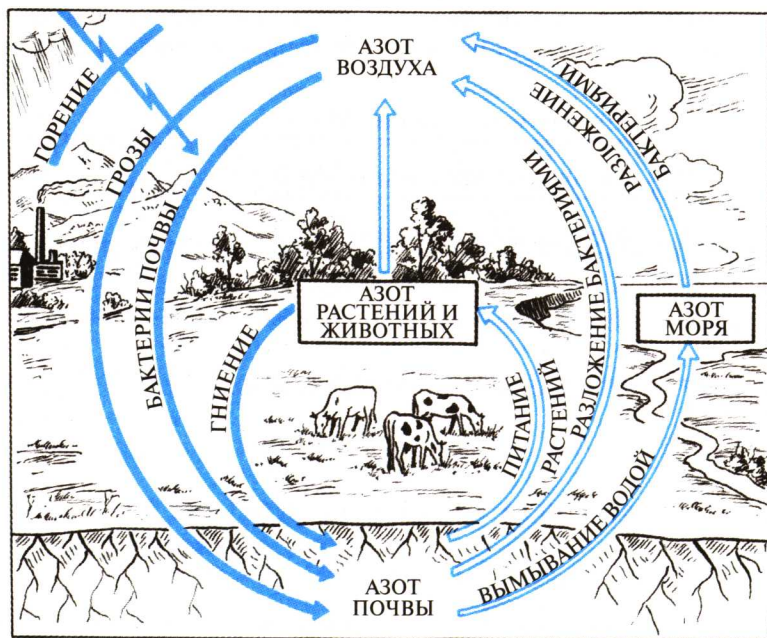 АЗОТ
ВОЗДУХА
ГОРЕНИЕ
ГРОЗЫ
БАКТЕРИИ ПОЧВЫ
ГНИЕНИЕ
АЗОТ
РАСТЕНИЙ И
ЖИВОТНЫХ
ПИТАНИЕ
РАСТЕНИЙ
РАЗЛОЖЕНИЕ БАКТЕРИЯМИ
РАЗЛОЖЕНИЕ
БАКТЕРИЯМИ
АЗОТ
МОРЯ
ВЫМЫВАНИЕ ВОДОЙ
АЗОТ
ПОЧВЫ